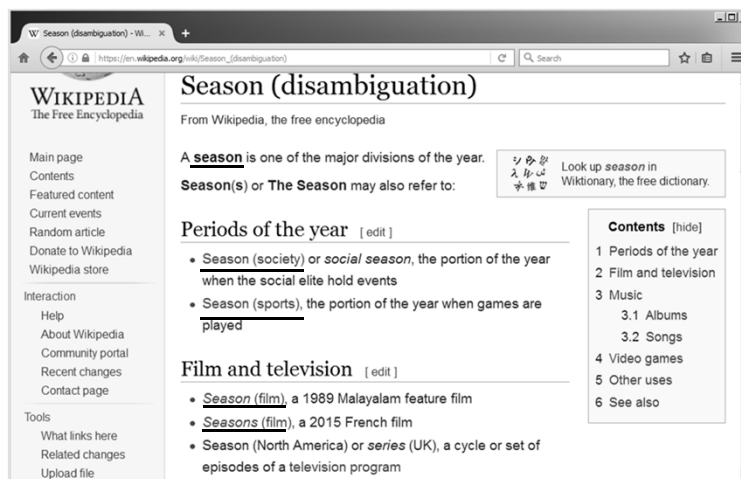 Season (disambiguation) - Wi...
https://en.wikipedia.org/wiki/Season_(disambiguation)
Search
WIKIPEDIA
The Free Encyclopedia
Main page
Contents
Featured content
Current events
Random article
Donate to Wikipedia
Wikipedia store
Interaction
Help
About Wikipedia
Community portal
Recent changes
Contact page
Tools
What links here
Related changes
Upload file
Season (disambiguation)
From Wikipedia, the free encyclopedia
A season is one of the major divisions of the year.
Season(s) or The Season may also refer to:
Look up season in
Wiktionary, the free dictionary.
Periods of the year [ edit ]
Season (society) or social season, the portion of the year
when the social elite hold events
Season (sports), the portion of the year when games are
played
Film and television [ edit ]
Season (film), a 1989 Malayalam feature film
Seasons (film), a 2015 French film
Season (North America) or series (UK), a cycle or set of
episodes of a television program
Contents [hide]
1 Periods of the year
2 Film and television
3 Music
3.1 Albums
3.2 Songs
4 Video games
5 Other uses
6 See also